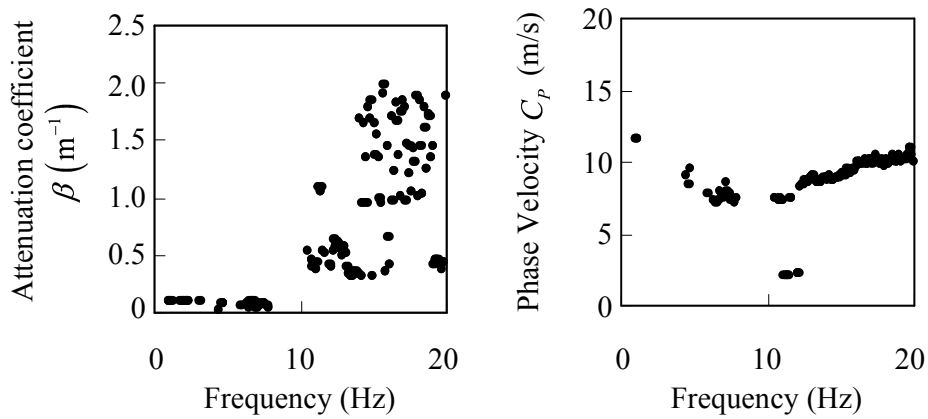 Attenuation coefficient
β (m⁻¹)
2.5
2.0
1.5
1.0
0.5
0
0 10 20
Frequency (Hz)
Phase Velocity C_P (m/s)
20
15
10
5
0
0 10 20
Frequency (Hz)